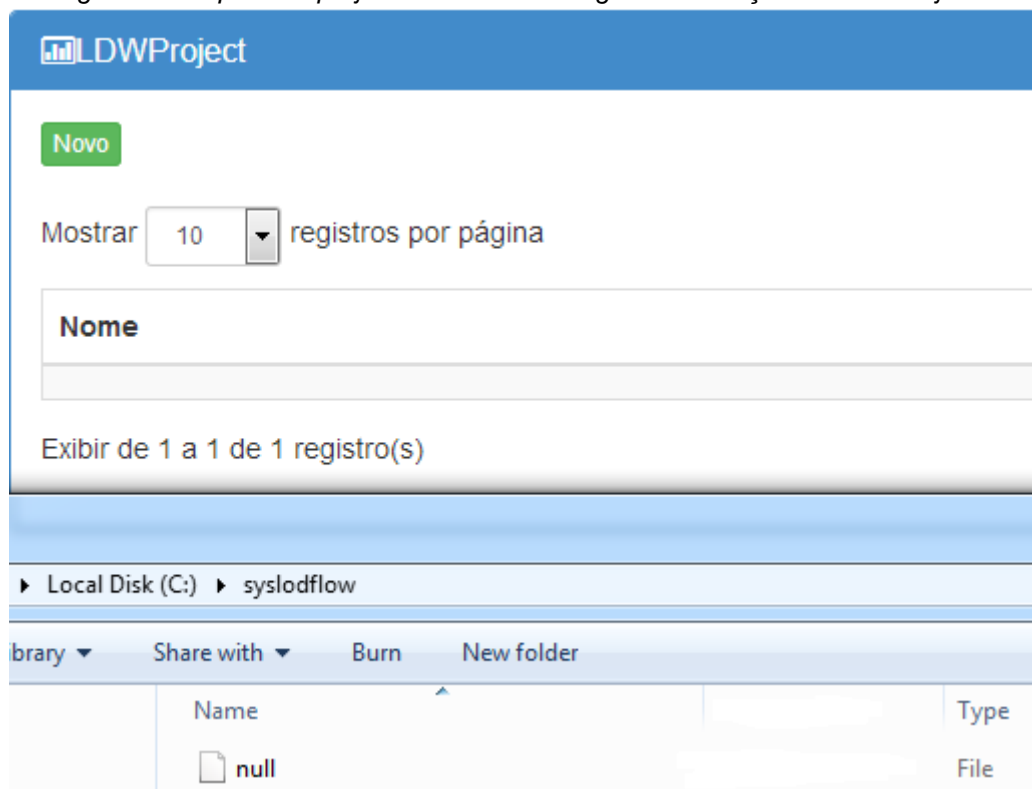 LDWProject
Novo
Mostrar 10 registros por página
Nome
Exibir de 1 a 1 de 1 registro(s)
Local Disk (C:) syslodflow
ibrary Share with Burn New folder
Name Type
null File